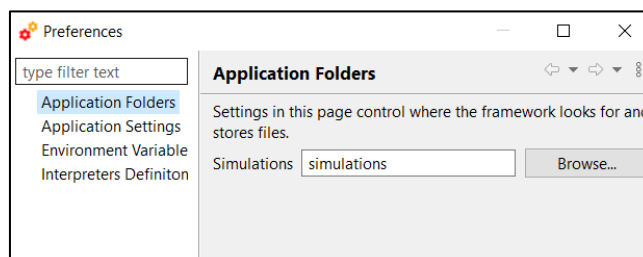 Preferences
type filter text
Application Folders
Application Settings
Environment Variable
Interpreters Definiton
Application Folders
Settings in this page control where the framework looks for and
stores files.
Simulations simulations Browse...